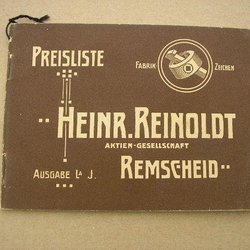 PREISLISTE
FABRIK- ZEICHEN
HEINR. REINOLDT
AKTIEN-GESELLSCHAFT
REMSCHEID
AUSGABE LA J.